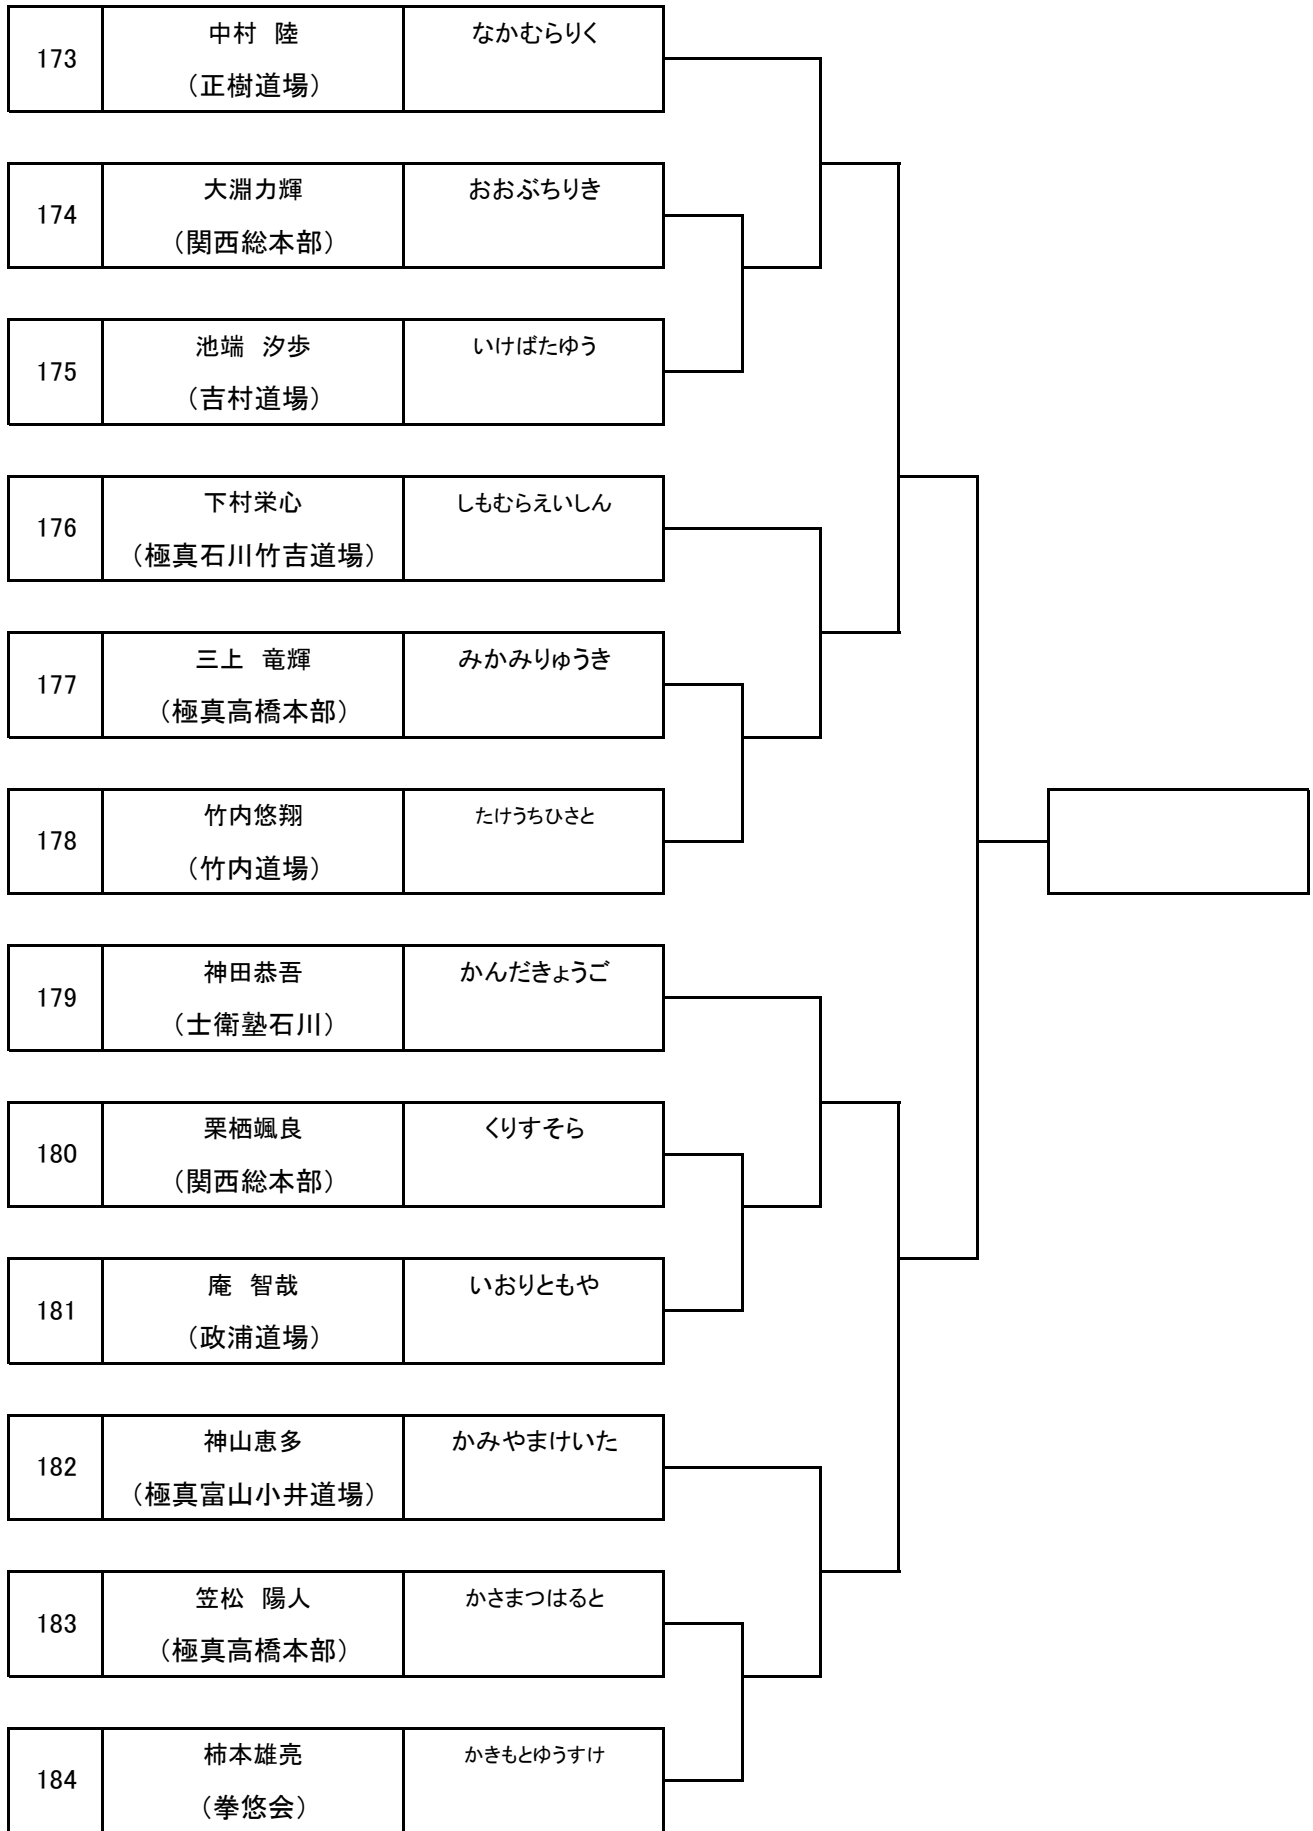 173
中村　陸
（正樹道場）
なかむらりく
174
大淵力輝
（関西総本部）
おおぶちりき
175
池端　汐歩
（吉村道場）
いけばたゆう
176
下村栄心
（極真石川竹吉道場）
しもむらえいしん
177
三上　竜輝
（極真高橋本部）
みかみりゅうき
178
竹内悠翔
（竹内道場）
たけうちひさと
179
神田恭吾
（士衛塾石川）
かんだきょうご
180
栗栖颯良
（関西総本部）
くりすそら
181
庵　智哉
（政浦道場）
いおりともや
182
神山恵多
（極真富山小井道場）
かみやまけいた
183
笠松　陽人
（極真高橋本部）
かさまつはると
184
柿本雄亮
（拳悠会）
かきもとゆうすけ